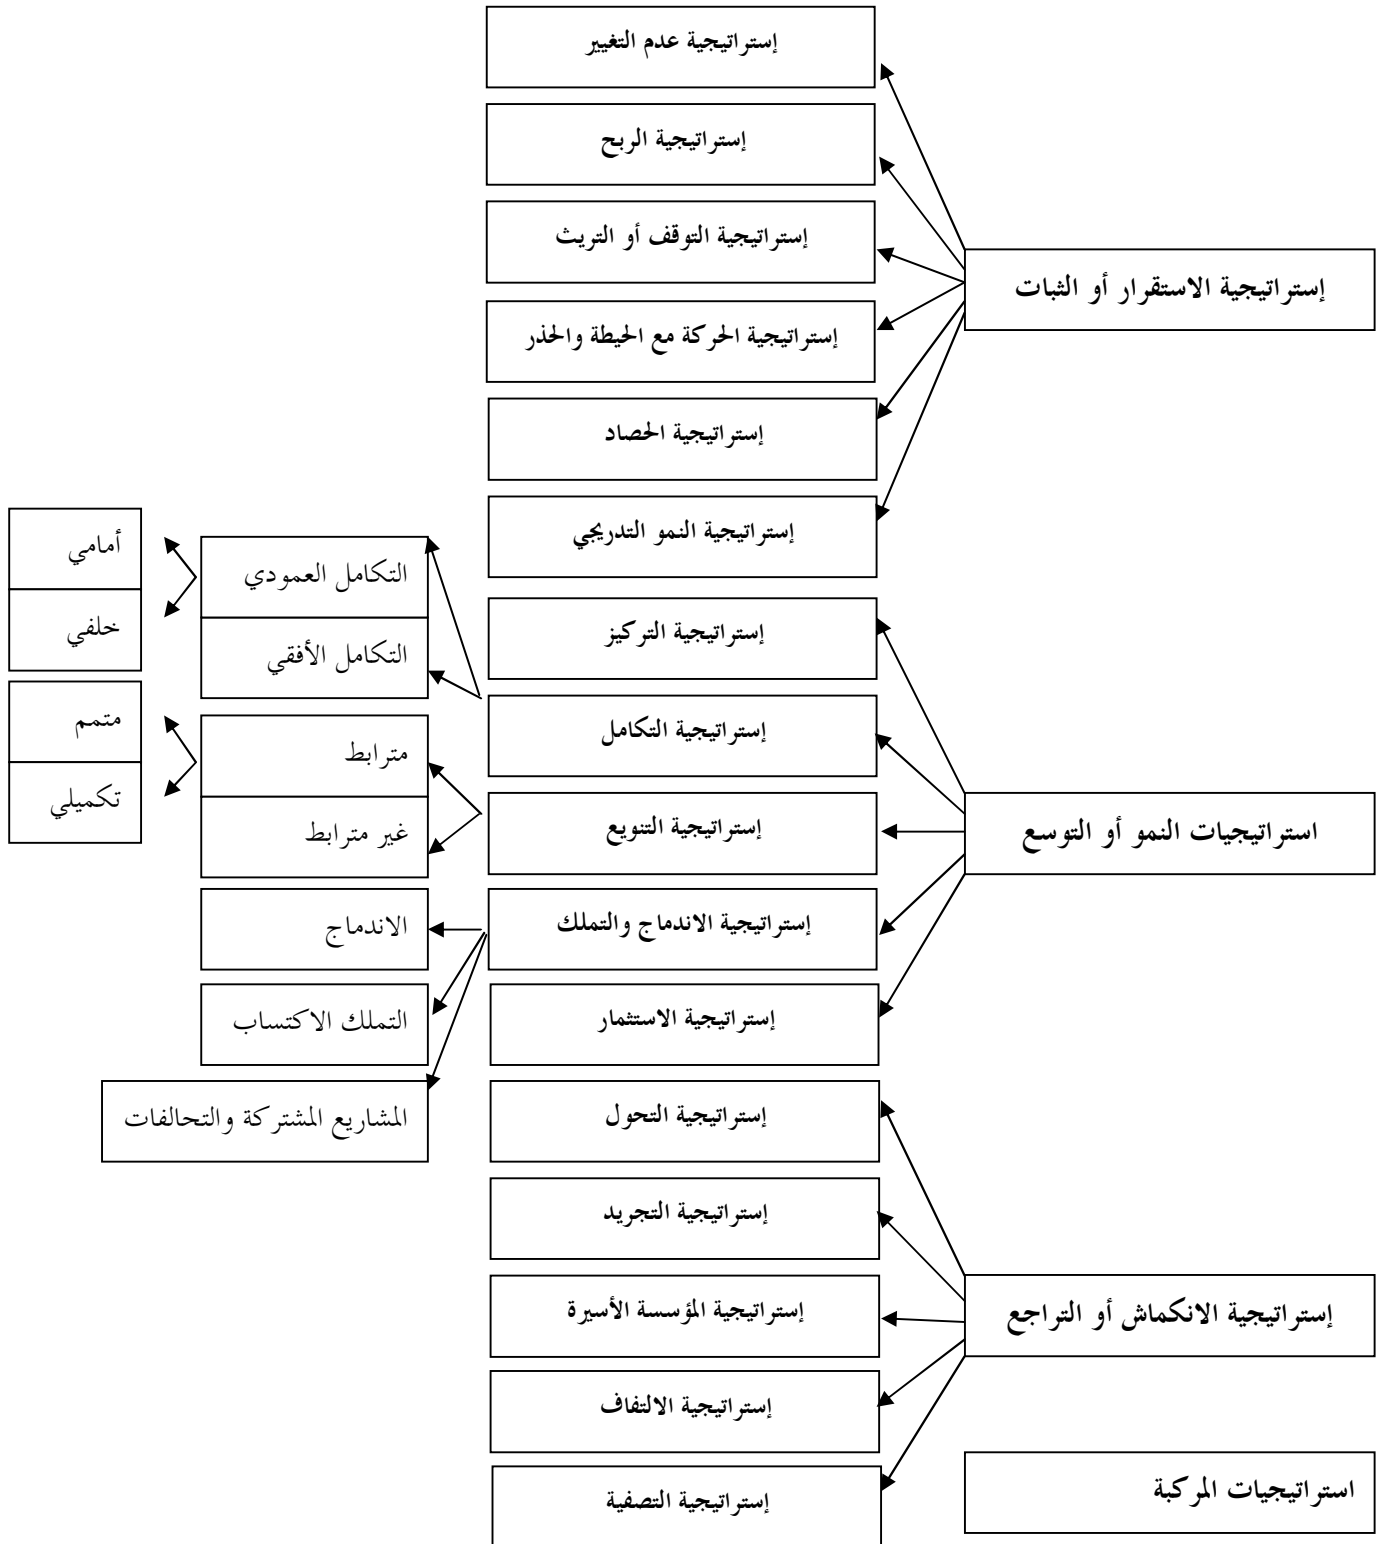 إستراتيجية عدم التغيير
إستراتيجية الربح
إستراتيجية التوقف أو التريث
إستراتيجية الاستقرار أو الثبات
إستراتيجية الحركة مع الحيطة والحذر
إستراتيجية الحصاد
إستراتيجية النمو التدريجي
التكامل العمودي
أمامي
خلفي
إستراتيجية التركيز
التكامل الأفقي
إستراتيجية التكامل
مترابط
متمم
تكميلي
استراتيجيات النمو أو التوسع
إستراتيجية التنويع
غير مترابط
إستراتيجية الاندماج والتملك
الاندماج
إستراتيجية الاستثمار
التملك الاكتساب
إستراتيجية التحول
المشاريع المشتركة والتحالفات
إستراتيجية التجريد
إستراتيجية الانكماش أو التراجع
إستراتيجية المؤسسة الأسيرة
إستراتيجية الالتفاف
استراتيجيات المركبة
إستراتيجية التصفية